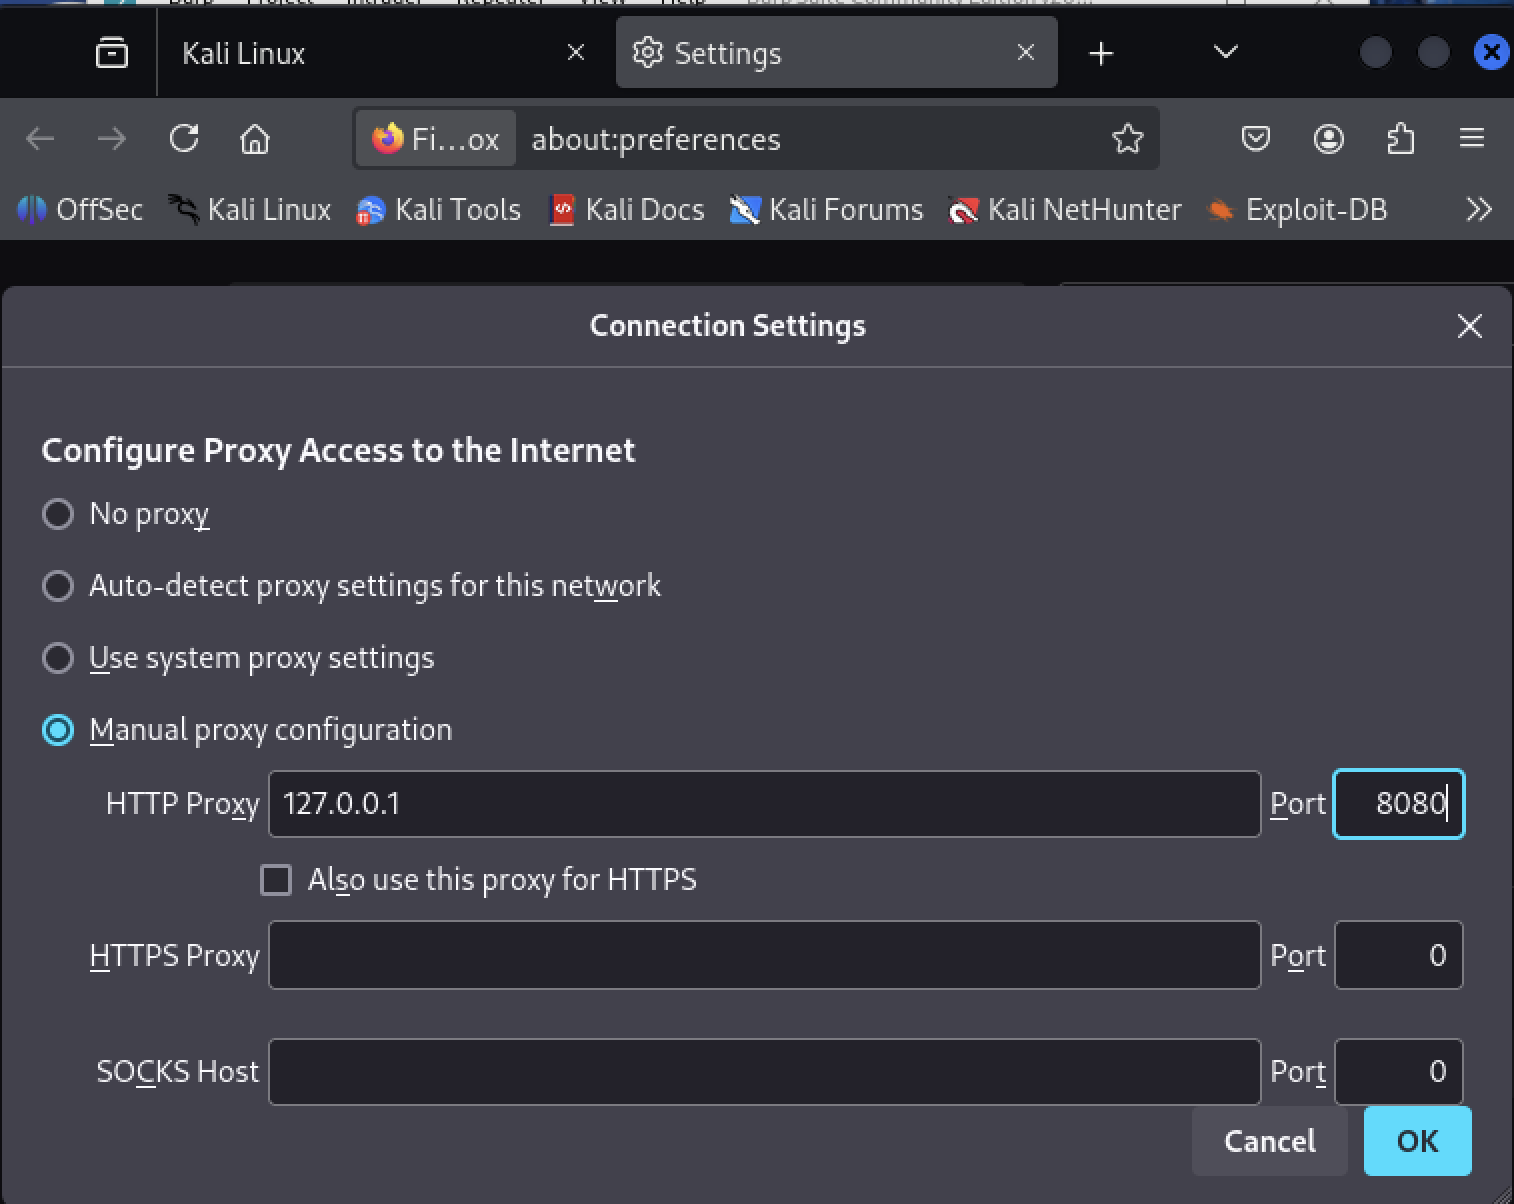 Kali Linux
Settings
Fi…ox about:preferences
OffSec Kali Linux Kali Tools Kali Docs Kali Forums Kali NetHunter Exploit-DB
Connection Settings
Configure Proxy Access to the Internet
No proxy
Auto-detect proxy settings for this network
Use system proxy settings
Manual proxy configuration
HTTP Proxy 127.0.0.1 Port 8080
Also use this proxy for HTTPS
HTTPS Proxy Port 0
SOCKS Host Port 0
Cancel OK